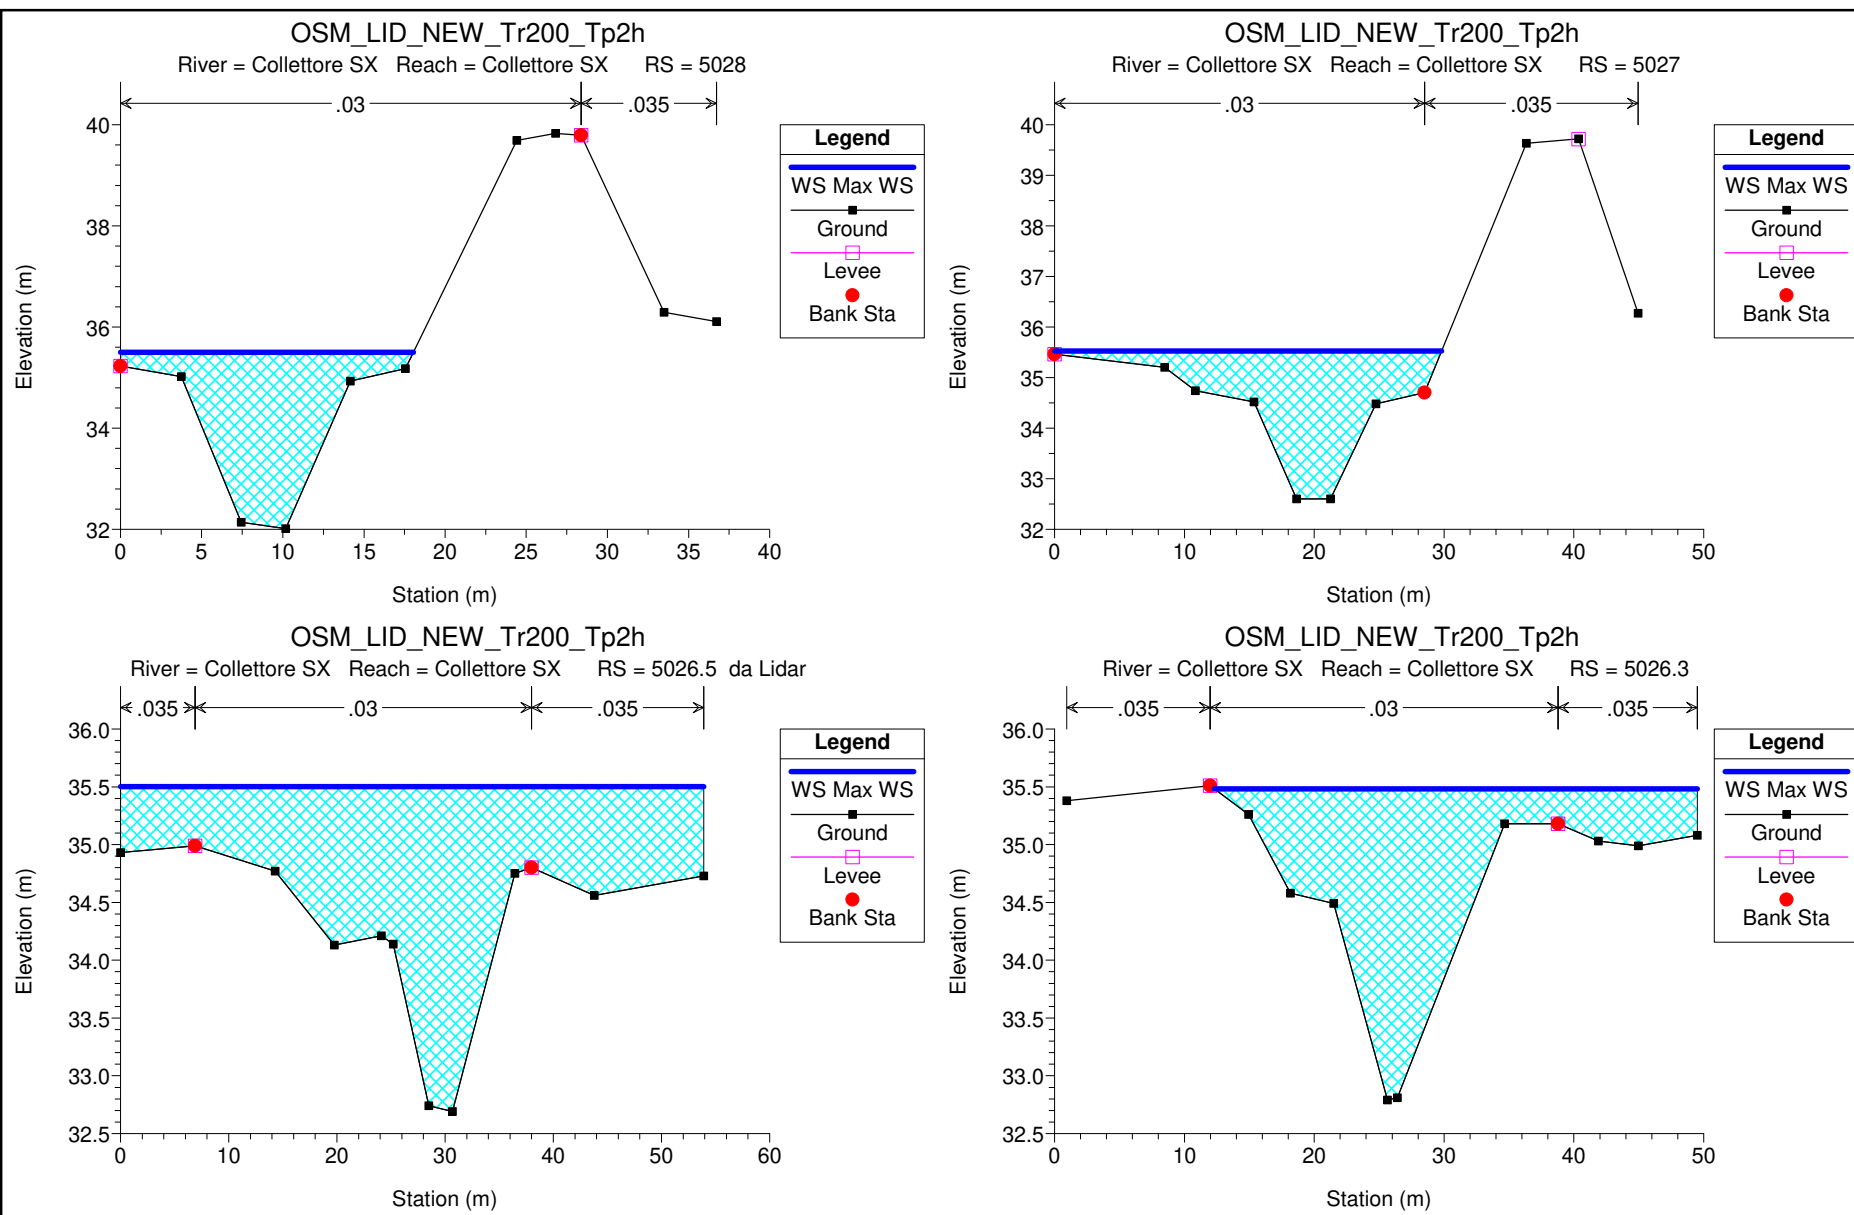 OSM_LID_NEW_Tr200_Tp2h
River = Collettore SX Reach = Collettore SX RS = 5028
.03 .035
40
38
36
34
32
0 5 10 15 20 25 30 35 40
Elevation (m)
Station (m)
Legend
WS Max WS
Ground
Levee
Bank Sta
OSM_LID_NEW_Tr200_Tp2h
River = Collettore SX Reach = Collettore SX RS = 5027
.03 .035
40
39
38
37
36
35
34
33
32
0 10 20 30 40 50
Elevation (m)
Station (m)
Legend
WS Max WS
Ground
Levee
Bank Sta
OSM_LID_NEW_Tr200_Tp2h
River = Collettore SX Reach = Collettore SX RS = 5026.5 da Lidar
.035 .03 .035
36.0
35.5
35.0
34.5
34.0
33.5
33.0
32.5
0 10 20 30 40 50 60
Elevation (m)
Station (m)
Legend
WS Max WS
Ground
Levee
Bank Sta
OSM_LID_NEW_Tr200_Tp2h
River = Collettore SX Reach = Collettore SX RS = 5026.3
.035 .03 .035
36.0
35.5
35.0
34.5
34.0
33.5
33.0
32.5
0 10 20 30 40 50
Elevation (m)
Station (m)
Legend
WS Max WS
Ground
Levee
Bank Sta